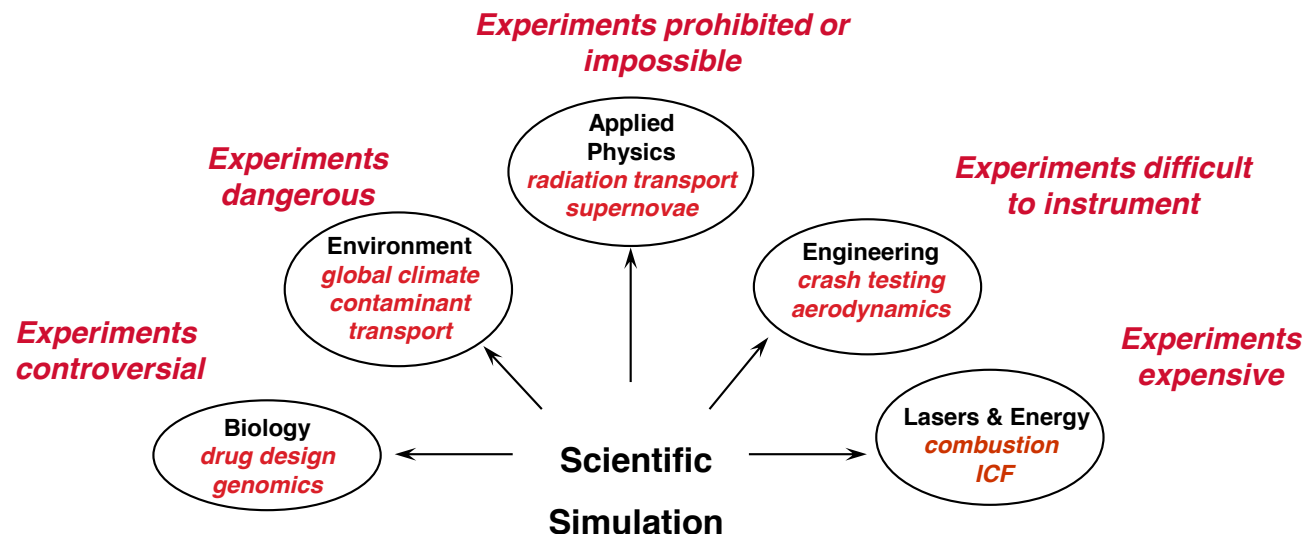 Experiments prohibited or
impossible
Applied
Physics
radiation transport
supernovae
Experiments
dangerous
Environment
global climate
contaminant
transport
Experiments difficult
to instrument
Engineering
crash testing
aerodynamics
Experiments
controversial
Biology
drug design
genomics
Experiments
expensive
Lasers & Energy
combustion
ICF
Scientific
Simulation